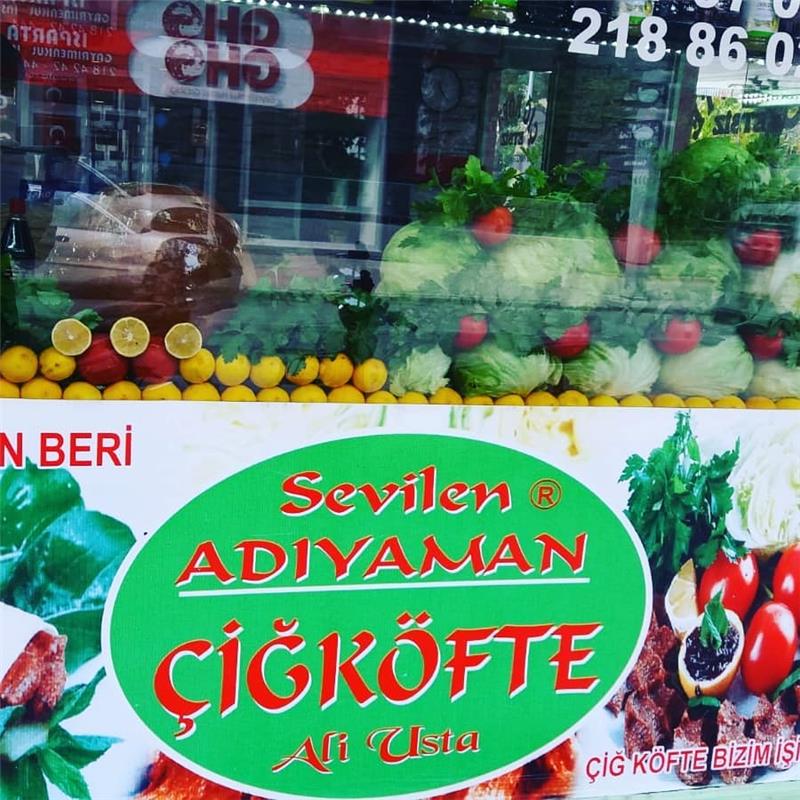 218 86 0
N BERİ
Sevilen ®
ADIYAMAN
ÇİĞKÖFTE
Ali Usta
ÇİĞ KÖFTE BİZİM İŞİ